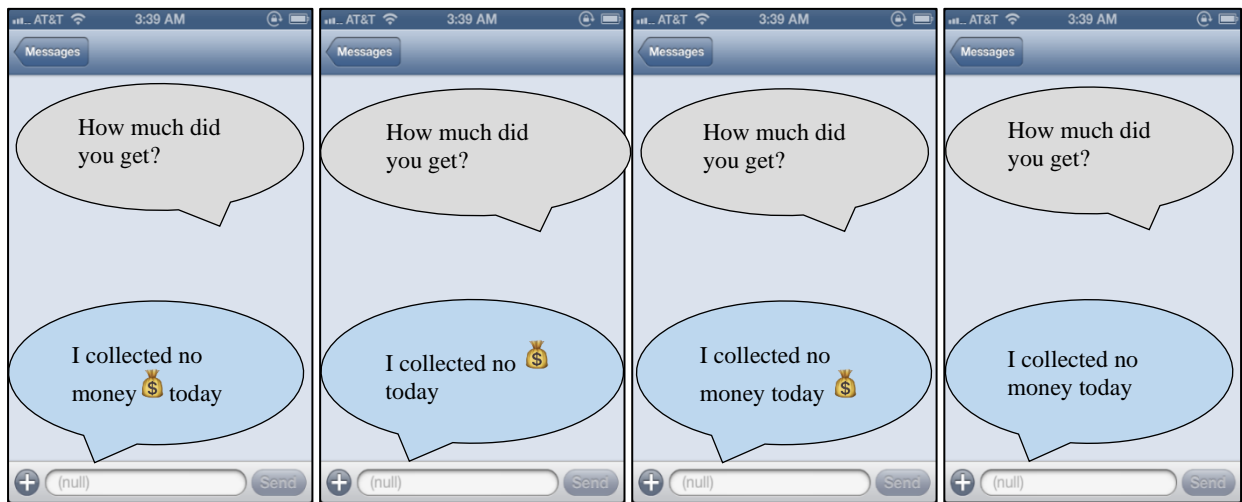 AT&T 3:39 AM
Messages
How much did
you get?
I collected no
money 💰 today
(null) Send
AT&T 3:39 AM
Messages
How much did
you get?
I collected no 💰
today
(null) Send
AT&T 3:39 AM
Messages
How much did
you get?
I collected no
money today 💰
(null) Send
AT&T 3:39 AM
Messages
How much did
you get?
I collected no
money today
(null) Send